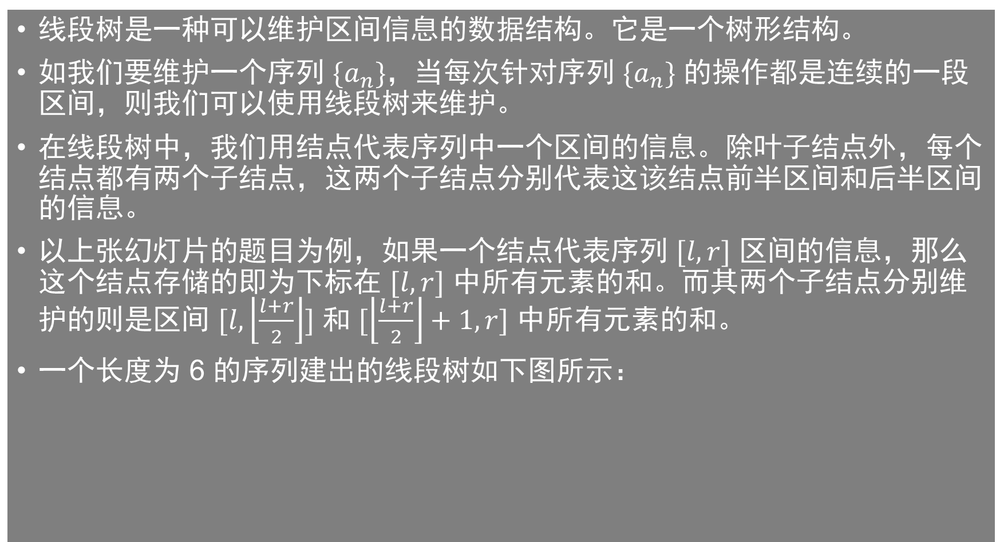 • 线段树是一种可以维护区间信息的数据结构。它是一个树形结构。
• 如我们要维护一个序列 {aₙ}，当每次针对序列 {aₙ} 的操作都是连续的一段
区间，则我们可以使用线段树来维护。
• 在线段树中，我们用结点代表序列中一个区间的信息。除叶子结点外，每个
结点都有两个子结点，这两个子结点分别代表这该结点前半区间和后半区间
的信息。
• 以上张幻灯片的题目为例，如果一个结点代表序列 [l, r] 区间的信息，那么
这个结点存储的即为下标在 [l, r] 中所有元素的和。而其两个子结点分别维
护的则是区间 [l, ⌊(l+r)/2⌋] 和 [⌊(l+r)/2⌋ + 1, r] 中所有元素的和。
• 一个长度为 6 的序列建出的线段树如下图所示：